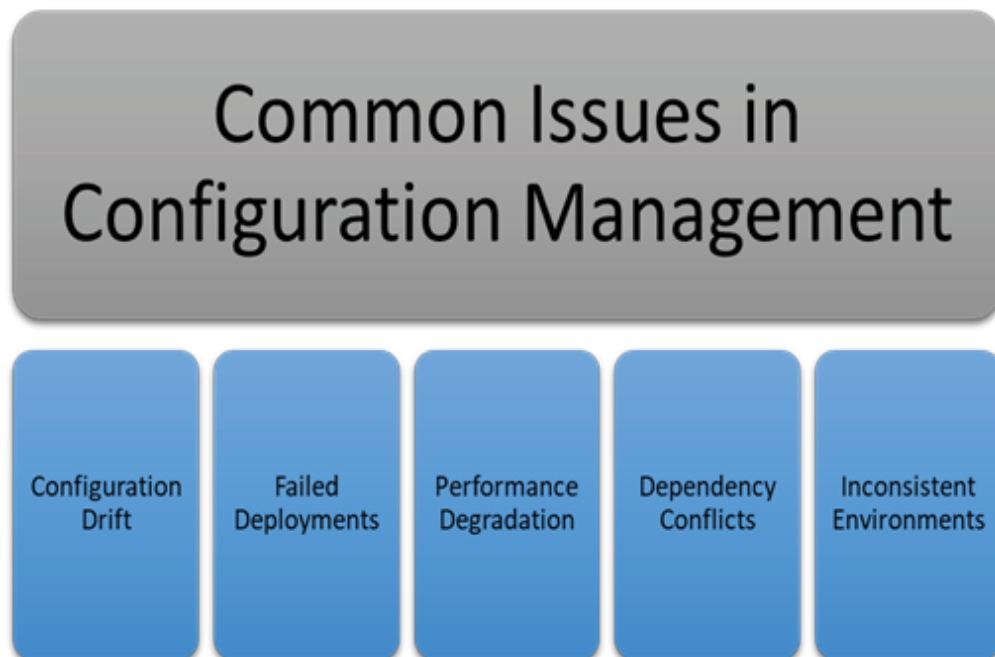 Common Issues in
Configuration Management
Configuration
Drift
Failed
Deployments
Performance
Degradation
Dependency
Conflicts
Inconsistent
Environments